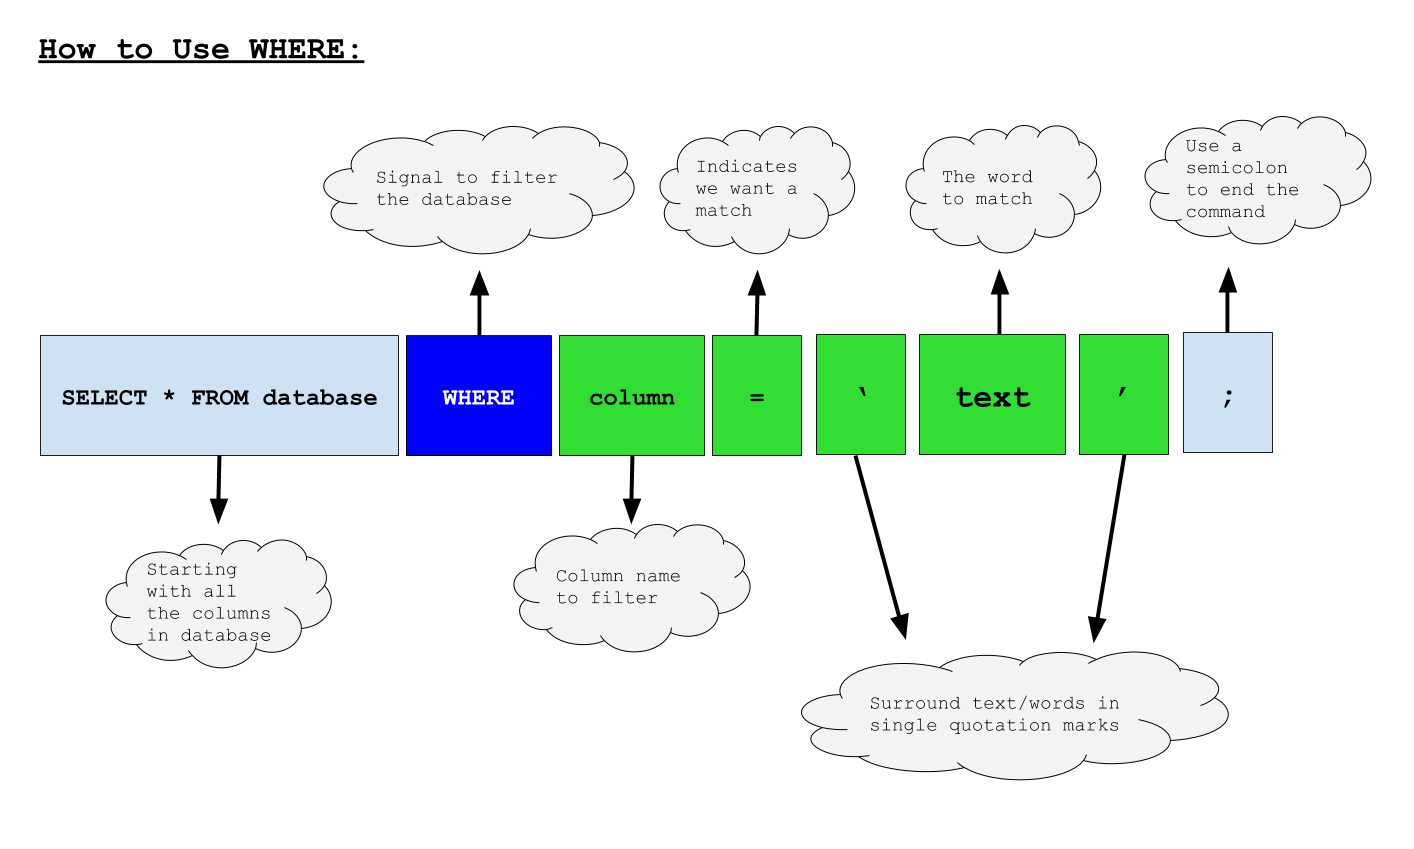 How to Use WHERE:
Signal to filter
the database
Indicates
we want a
match
The word
to match
Use a
semicolon
to end the
command
SELECT * FROM database
WHERE
column
=
‘
text
’
;
Starting
with all
the columns
in database
Column name
to filter
Surround text/words in
single quotation marks